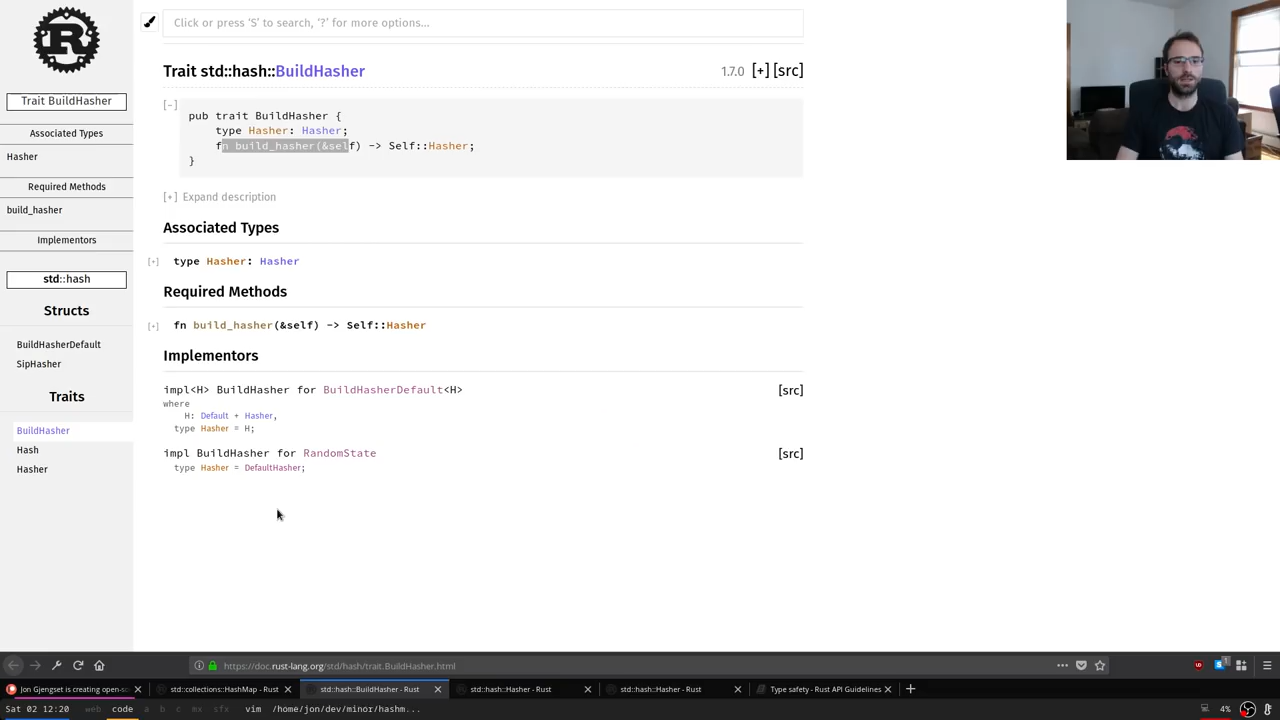 Click or press ‘S’ to search, ‘?’ for more options...
Trait std::hash::BuildHasher
1.7.0 [+] [src]
[-]
pub trait BuildHasher {
type Hasher: Hasher;
fn build_hasher(&self) -> Self::Hasher;
}
[+] Expand description
Associated Types
[+] type Hasher: Hasher
Required Methods
[+] fn build_hasher(&self) -> Self::Hasher
Implementors
impl<H> BuildHasher for BuildHasherDefault<H> [src]
where
H: Default + Hasher,
type Hasher = H;
impl BuildHasher for RandomState [src]
type Hasher = DefaultHasher;
R
Trait BuildHasher
Associated Types
Hasher
Required Methods
build_hasher
Implementors
std::hash
Structs
BuildHasherDefault
SipHasher
Traits
BuildHasher
Hash
Hasher
https://doc.rust-lang.org/std/hash/trait.BuildHasher.html
1
Jon Gjengset is creating open-so
std::collections::HashMap - Rust
std::hash::BuildHasher - Rust
std::hash::Hasher - Rust
std::hash::Hasher - Rust
Type safety - Rust API Guidelines
Sat 02 12:20 web code a b c mx sfx vim /home/jon/dev/minor/hashm... 4%